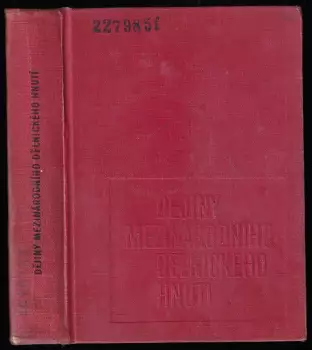 2279851
DĚJINY MEZINÁRODNÍHO DĚLNICKÉHO HNUTÍ
DĚJINY
MEZINÁRODNÍHO
DĚLNICKÉHO
HNUTÍ